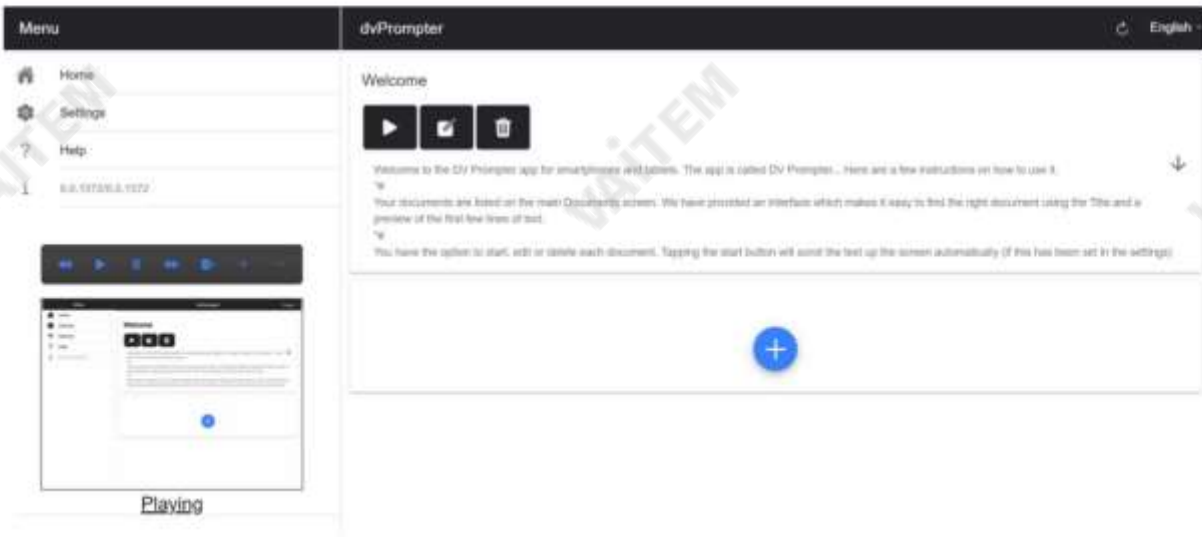 Menu
dvPrompter
English
Home
Settings
Help
Welcome
Welcome to the DV Prompter app for smartphones and tablets. The app is called DV Prompter... Here are a few instructions on how to use it.
Your documents are listed on the main Documents screen. We have provided an interface which makes it easy to find the right document using the Title and a
preview of the first few lines of text.
You have the option to start, edit or delete each document. Tapping the start button will scroll the text up the screen automatically (if this has been set in the settings)
Welcome
Playing
VAITEM
VAITEM